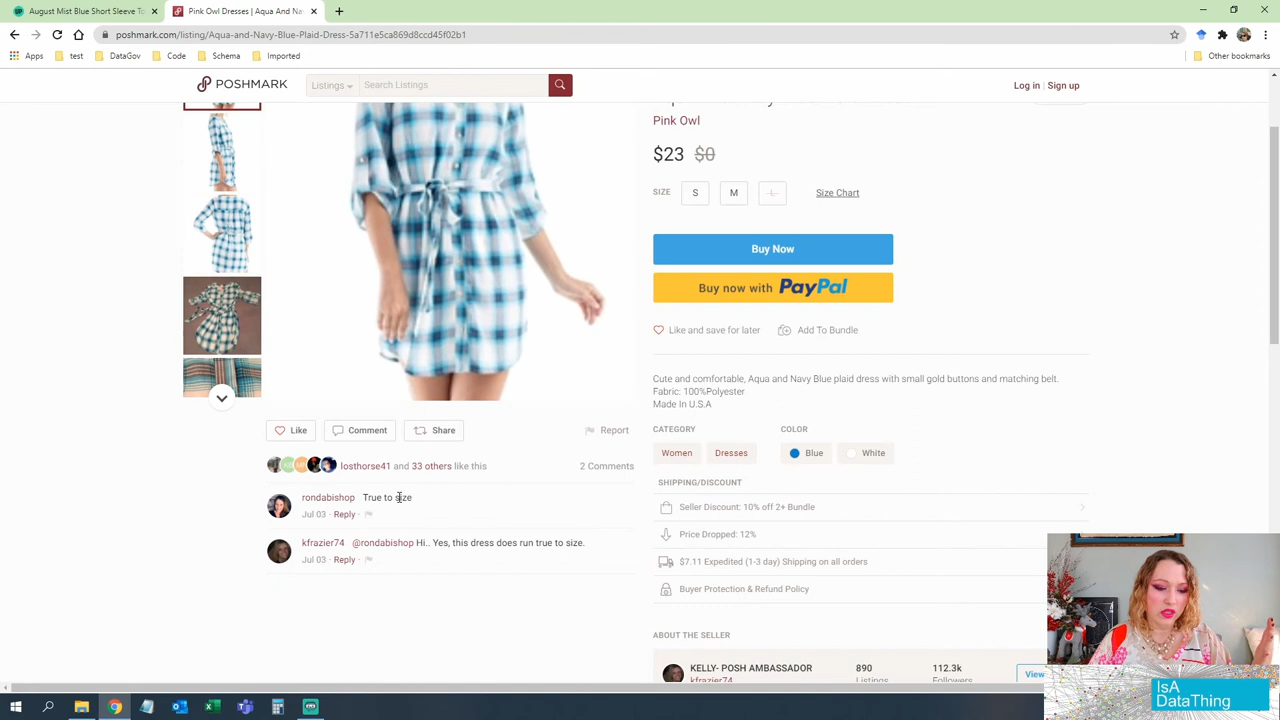 August Mist Blue Short Sleeve To
Pink Owl Dresses | Aqua And Nav
poshmark.com/listing/Aqua-and-Navy-Blue-Plaid-Dress-5a711e5ca869d8ccd45f02b1
Apps test DataGov Code Schema Imported Other bookmarks
POSHMARK Listings Search Listings Log in | Sign up
Pink Owl
$23 $0
SIZE S M L Size Chart
Buy Now
Buy now with PayPal
Like and save for later Add To Bundle
Cute and comfortable, Aqua and Navy Blue plaid dress with small gold buttons and matching belt.
Fabric: 100%Polyester
Made In U.S.A
CATEGORY COLOR
Women Dresses Blue White
SHIPPING/DISCOUNT
Seller Discount: 10% off 2+ Bundle
Price Dropped: 12%
$7.11 Expedited (1-3 day) Shipping on all orders
Buyer Protection & Refund Policy
ABOUT THE SELLER
KELLY- POSH AMBASSADOR 890 112.3k
kfrazier74 Listings Followers View
Like Comment Share Report
losthorse41 and 33 others like this 2 Comments
rondabishop True to size
Jul 03 · Reply ·
kfrazier74 @rondabishop Hi.. Yes, this dress does run true to size.
Jul 03 · Reply ·
IsA
DataThing